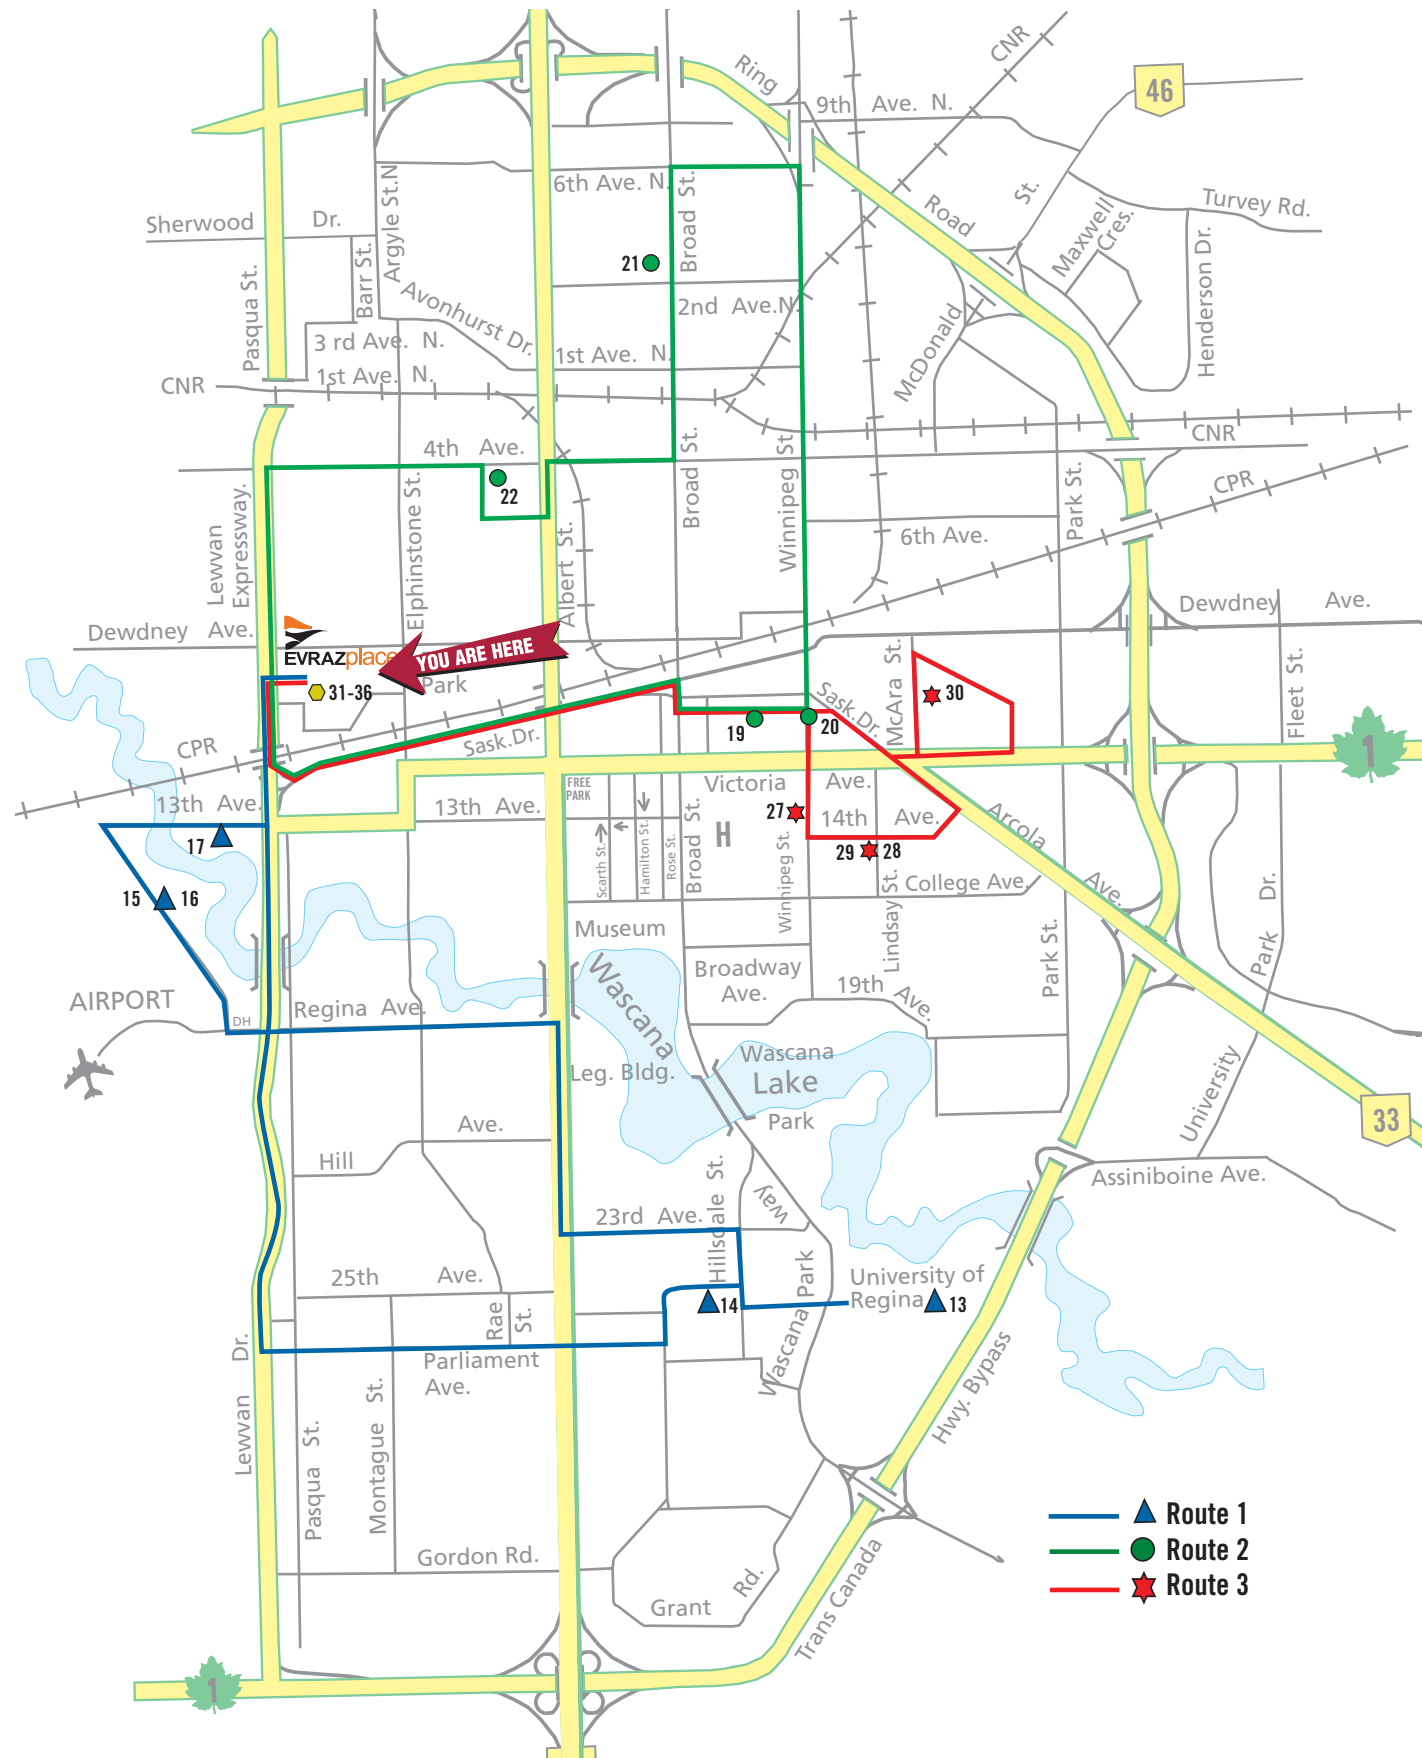 CNR
Ring
46
9th Ave. N.
6th Ave. N.
Broad St.
Argyle St.N
St.
Turvey Rd.
Maxwell
Cres.
Sherwood Dr.
Road
Barr St.
21
Henderson Dr.
Pasqua St.
Avonhurst Dr.
2nd Ave.N.
McDonald
3 rd Ave. N.
1st Ave. N.
1st Ave. N.
CNR
CNR
4th Ave.
Broad St.
Winnipeg St.
Park St.
CPR
22
Elphinstone St.
Lewvan
Expressway.
Albert St.
6th Ave.
Dewdney Ave.
Dewdney Ave.
EVRAZplace
YOU ARE HERE
31-36
Park
Sask.Dr.
McAra St.
30
Fleet St.
19
20
1
CPR
Sask.Dr.
FREE
PARK
Victoria Ave.
13th Ave.
13th Ave.
27
14th Ave.
Arcola
Ave.
17
H
Scarth St.
Hamilton St.
Rose St.
Broad St.
Winnipeg St.
29
28
College Ave.
Lindsay St.
15
16
Museum
Park St.
Park Dr.
Wascana
Broadway
Ave.
19th Ave.
AIRPORT
DH
Regina Ave.
Leg. Bldg.
Wascana
Lake
Park
University
33
Ave.
Hill
Assiniboine Ave.
Hillsdale St.
Way
23rd Ave.
25th Ave.
Wascana Park
University of
Regina
13
14
Rae
St.
Lewvan Dr.
Parliament
Ave.
Hwy. Bypass
Pasqua St.
Montague St.
Route 1
Route 2
Route 3
Gordon Rd.
Grant Rd.
Trans Canada
1